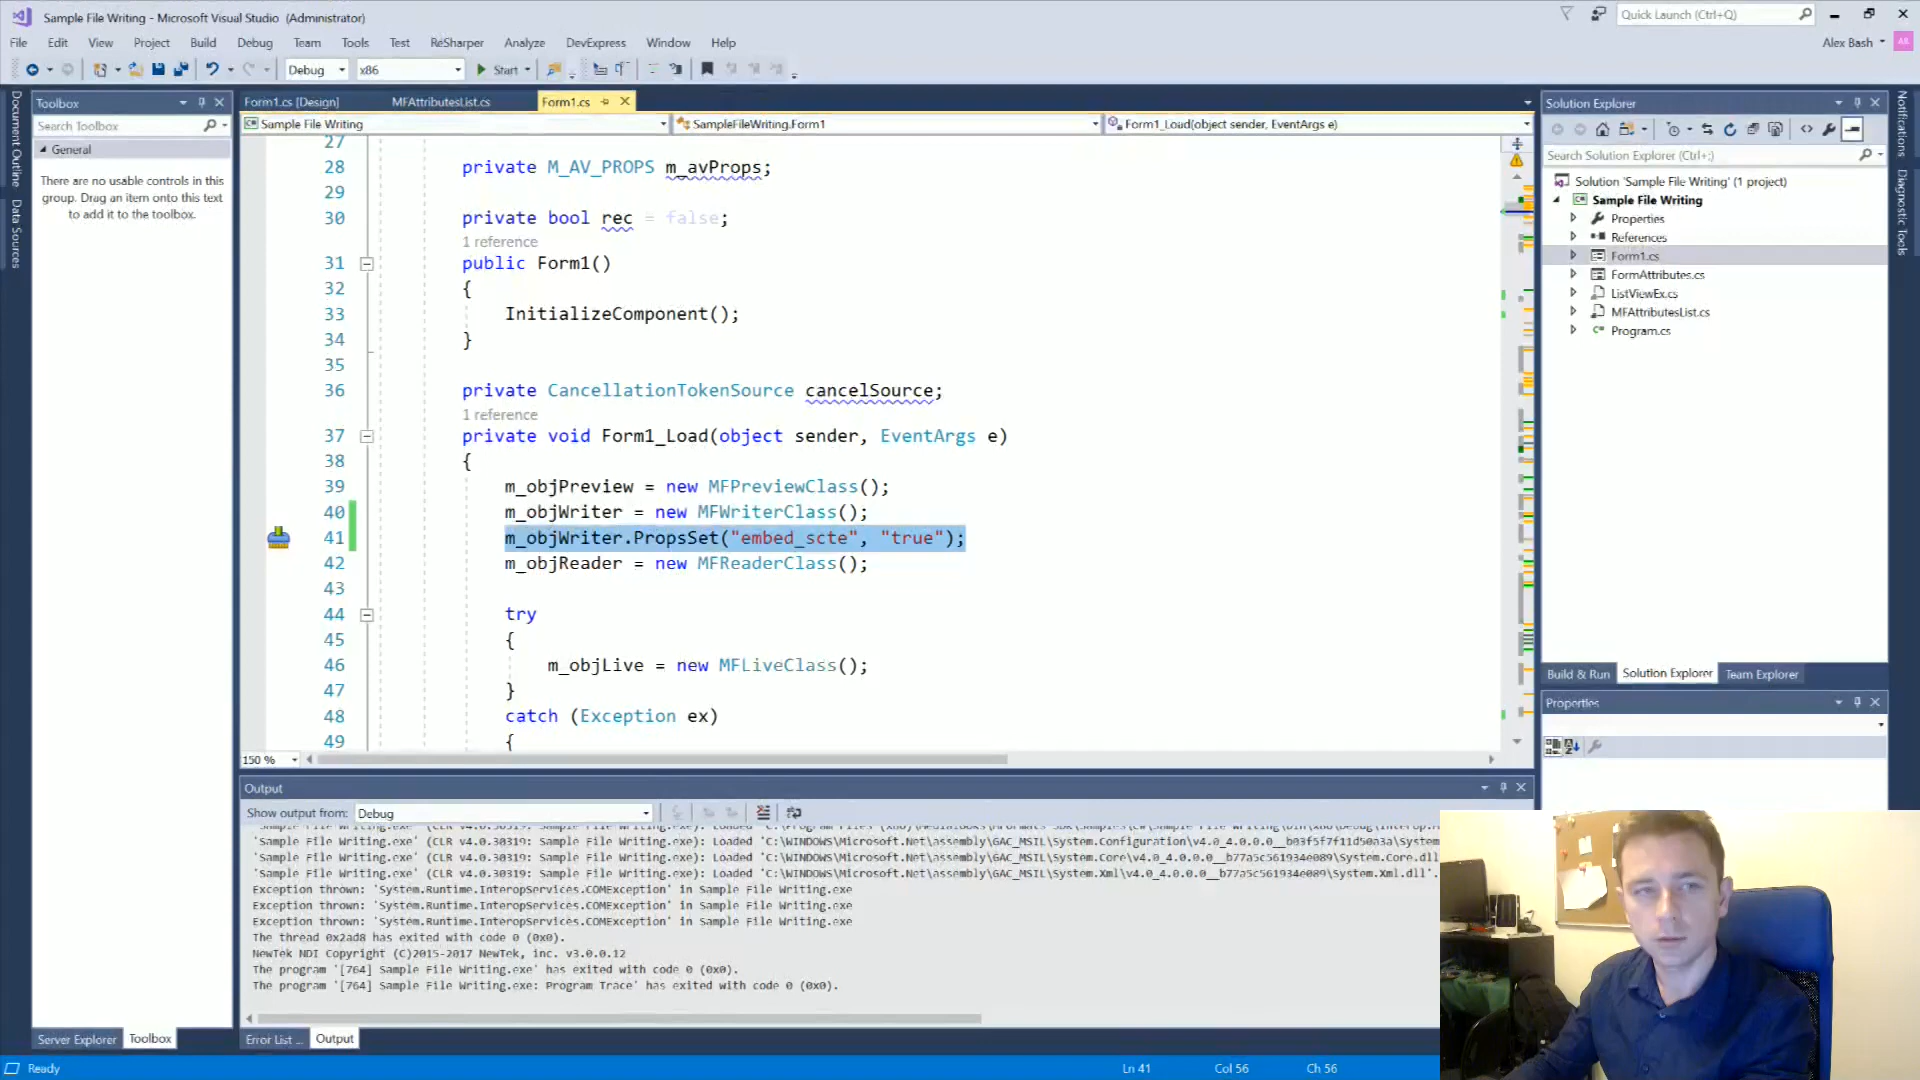 Sample File Writing - Microsoft Visual Studio (Administrator)
Quick Launch (Ctrl+Q)
File Edit View Project Build Debug Team Tools Test ReSharper Analyze DevExpress Window Help
Alex Bash
AK
Debug x86 Start
Document Outline
Data Sources
Toolbox
Search Toolbox
General
There are no usable controls in this
group. Drag an item onto this text
to add it to the toolbox.
Server Explorer Toolbox
Form1.cs [Design] MFAttributesList.cs Form1.cs
Sample File Writing SampleFileWriting.Form1 Form1_Load(object sender, EventArgs e)
27
28 private M_AV_PROPS m_avProps;
29
30 private bool rec = false;
1 reference
31 public Form1()
32 {
33 InitializeComponent();
34 }
35
36 private CancellationTokenSource cancelSource;
1 reference
37 private void Form1_Load(object sender, EventArgs e)
38 {
39 m_objPreview = new MFPreviewClass();
40 m_objWriter = new MFWriterClass();
41 m_objWriter.PropsSet("embed_scte", "true");
42 m_objReader = new MFReaderClass();
43
44 try
45 {
46 m_objLive = new MFLiveClass();
47 }
48 catch (Exception ex)
49 {
150 %
Output
Show output from: Debug
'Sample File Writing.exe' (CLR v4.0.30319: Sample File Writing.exe): Loaded
'Sample File Writing.exe' (CLR v4.0.30319: Sample File Writing.exe): Loaded 'C:\WINDOWS\Microsoft.Net\assembly\GAC_MSIL\System.Configuration\v4.0_4.0.0.0__b03f5f7f11d50a3a\System
'Sample File Writing.exe' (CLR v4.0.30319: Sample File Writing.exe): Loaded 'C:\WINDOWS\Microsoft.Net\assembly\GAC_MSIL\System.Core\v4.0_4.0.0.0__b77a5c561934e089\System.Core.dll
'Sample File Writing.exe' (CLR v4.0.30319: Sample File Writing.exe): Loaded 'C:\WINDOWS\Microsoft.Net\assembly\GAC_MSIL\System.Xml\v4.0_4.0.0.0__b77a5c561934e089\System.Xml.dll'.
Exception thrown: 'System.Runtime.InteropServices.COMException' in Sample File Writing.exe
Exception thrown: 'System.Runtime.InteropServices.COMException' in Sample File Writing.exe
Exception thrown: 'System.Runtime.InteropServices.COMException' in Sample File Writing.exe
The thread 0x2ad8 has exited with code 0 (0x0).
NewTek NDI Copyright (C)2015-2017 NewTek, inc. v3.0.0.12
The program '[764] Sample File Writing.exe' has exited with code 0 (0x0).
The program '[764] Sample File Writing.exe: Program Trace' has exited with code 0 (0x0).
Error List ... Output
Solution Explorer
Search Solution Explorer (Ctrl+;)
Solution 'Sample File Writing' (1 project)
Sample File Writing
Properties
References
Form1.cs
FormAttributes.cs
ListViewEx.cs
MFAttributesList.cs
Program.cs
Build & Run Solution Explorer Team Explorer
Properties
Notifications
Diagnostic Tools
Ready Ln 41 Col 56 Ch 56